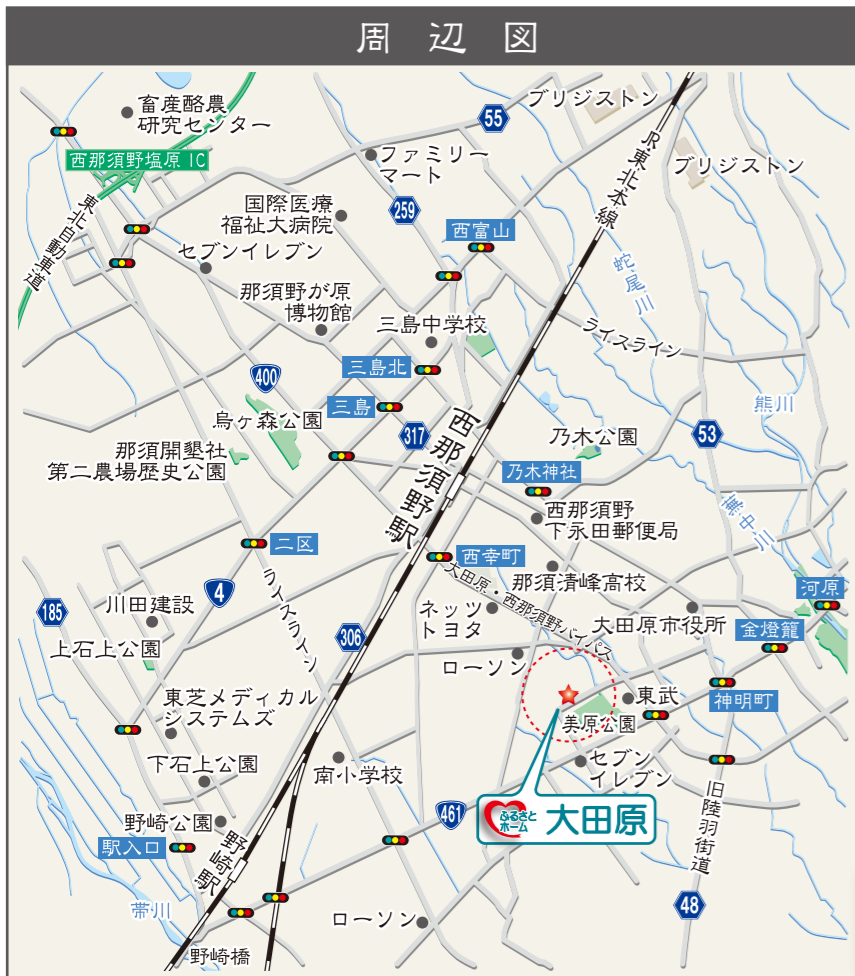 周辺図
畜産酪農
研究センター
西那須野塩原 IC
東北自動車道
55
ブリジストン
JR東北本線
ブリジストン
ファミリー
マート
国際医療
福祉大病院
259
西富山
セブンイレブン
蛇尾川
那須野が原
博物館
三島中学校
ライスライン
三島北
400
三島
烏ヶ森公園
317
西那須野駅
乃木公園
53
熊川
那須開墾社
第二農場歴史公園
乃木神社
西那須野
下永田郵便局
二区
西幸町
大田原・西那須野バイパス
那須清峰高校
河原
4
ライスライン
185
川田建設
ネッツ
トヨタ
大田原市役所
金燈籠
上石上公園
306
ローソン
東芝メディカル
システムズ
東武
神明町
美原公園
下石上公園
南小学校
セブン
イレブン
旧陸羽街道
野崎公園
461
ふるさと
ホーム
大田原
駅入口
野崎駅
帯川
ローソン
48
野崎橋